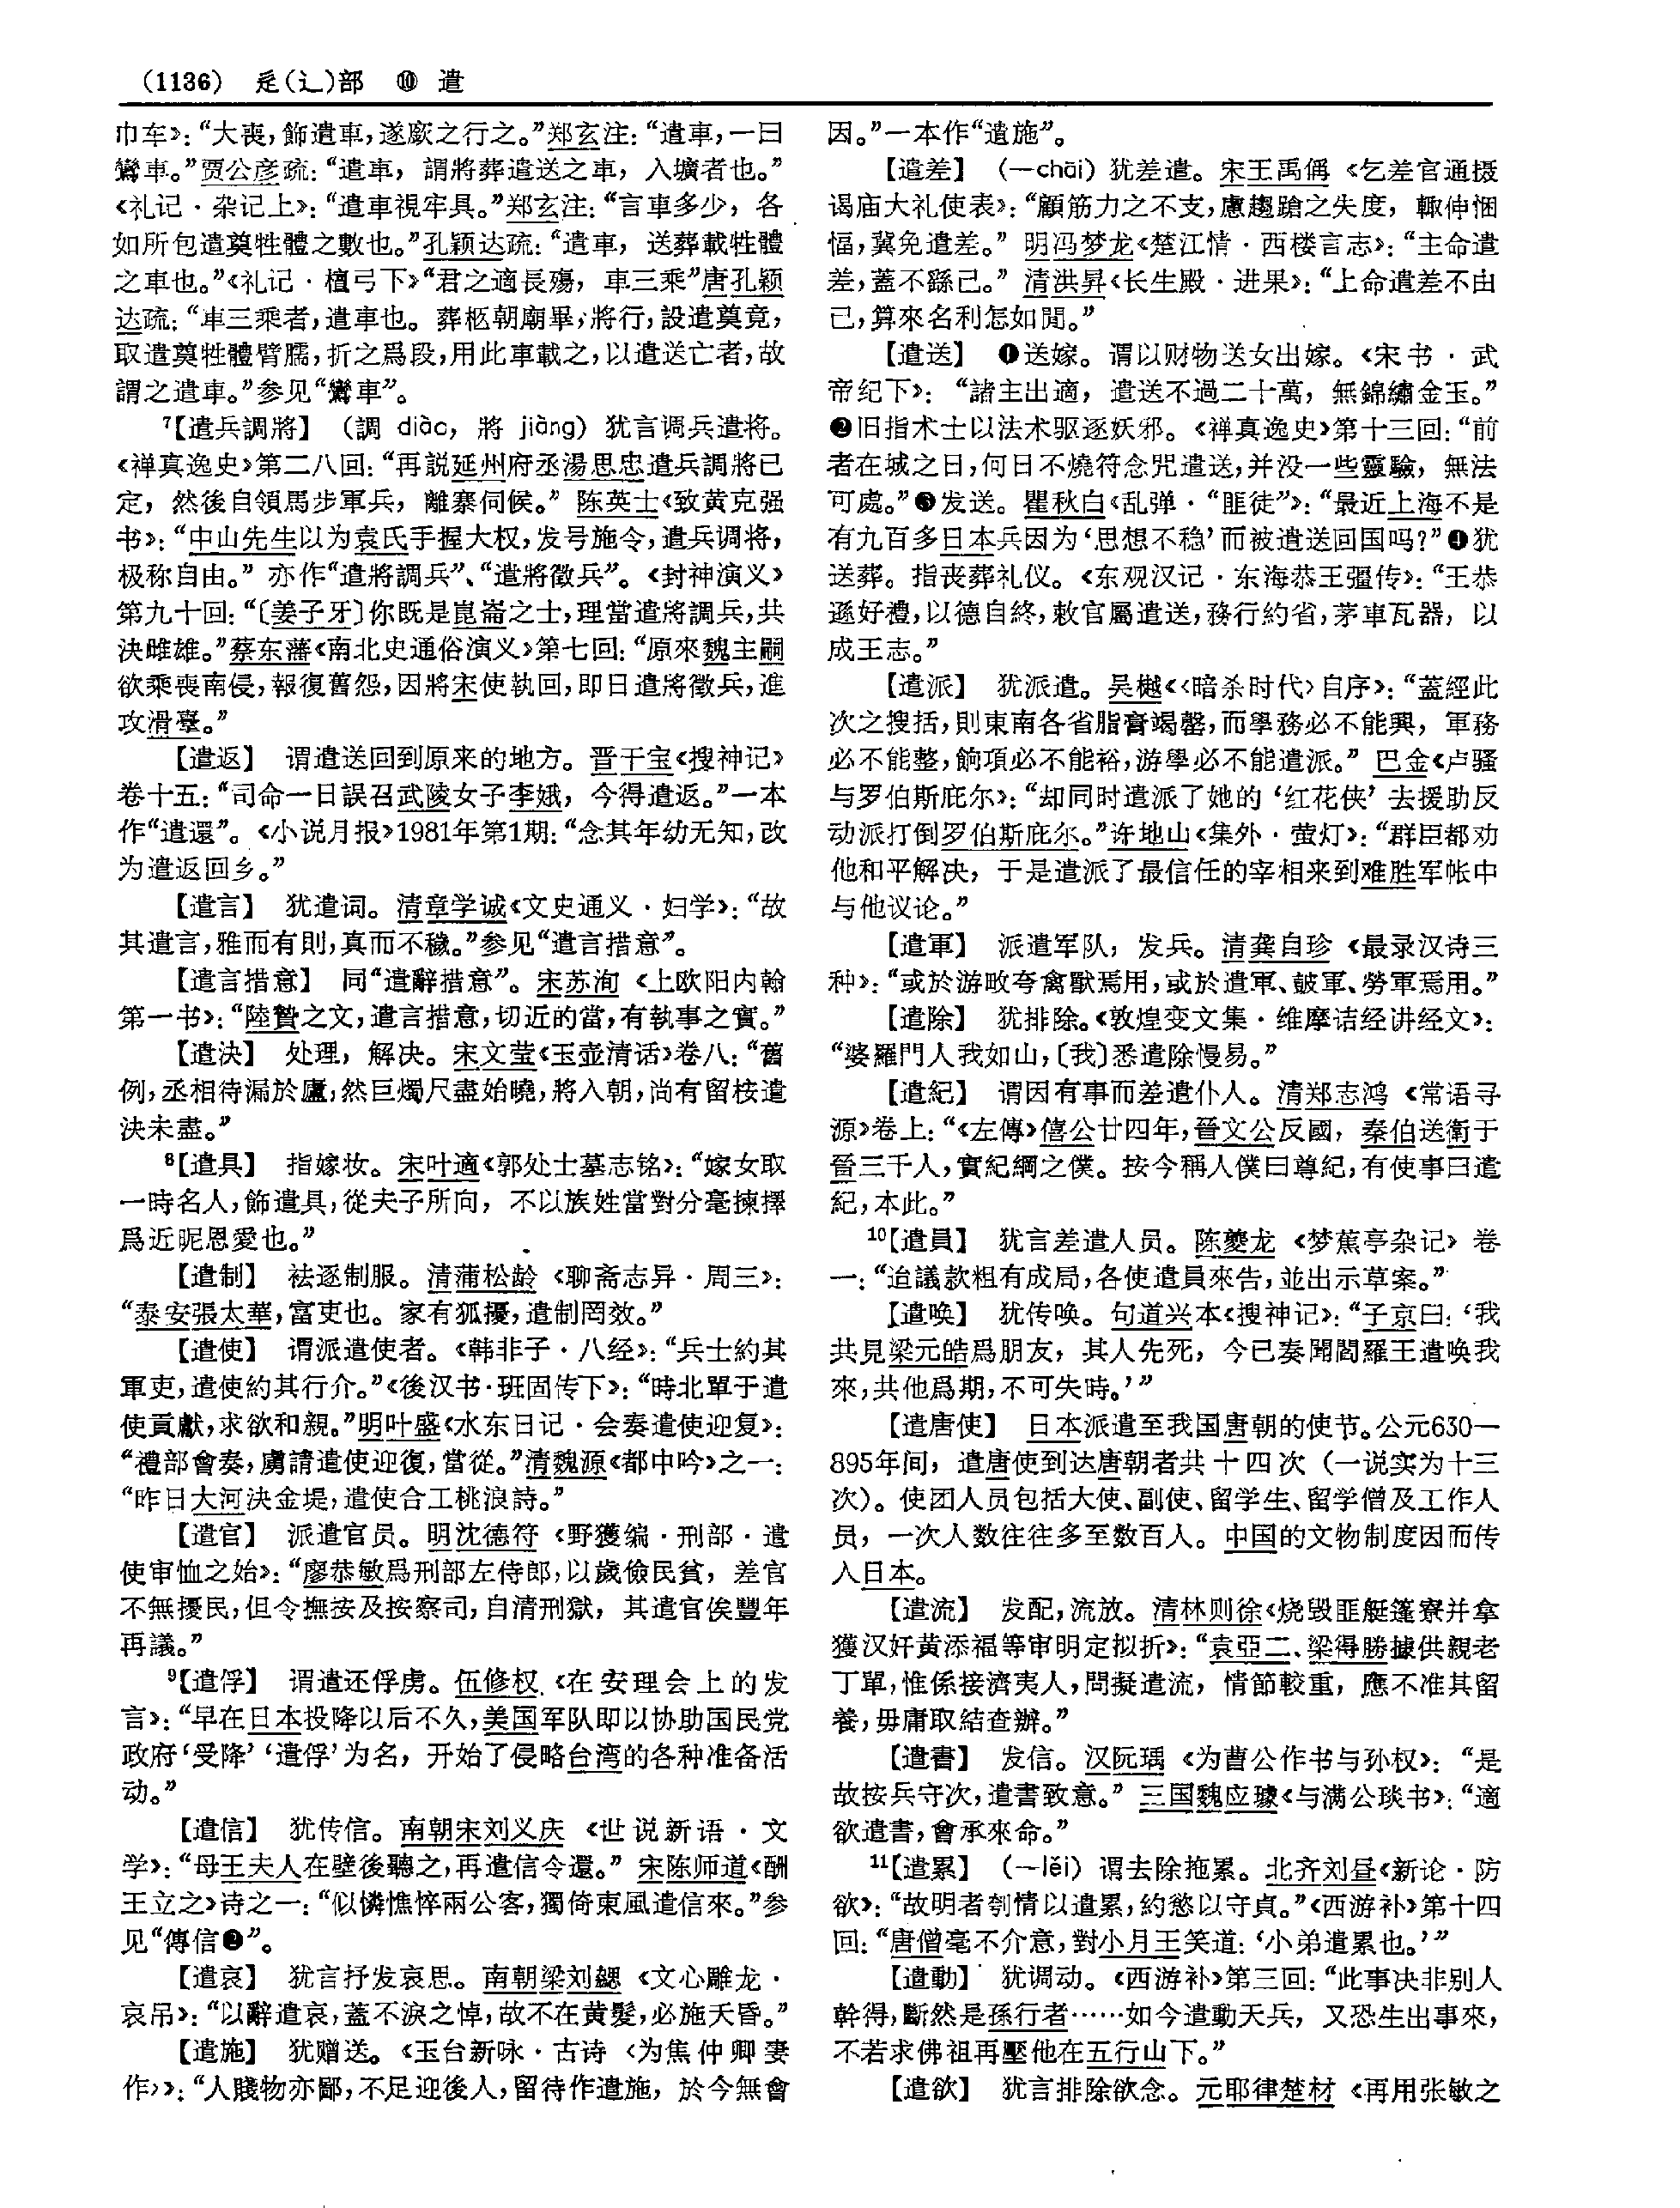 （1136） 辵(辶)部 ⑩ 遣
巾车》：“大喪，飾遣車，遂廞之行之。”郑玄注：“遣車，一曰
鸞車。”贾公彦疏：“遣車，謂將葬遣送之車，入壙者也。”
《礼记·杂记上》：“遣車視牢具。”郑玄注：“言車多少，各
如所包遣奠牲體之數也。”孔颖达疏：“遣車，送葬載牲體
之車也。”《礼记·檀弓下》“君之適長殤，車三乘”唐孔颖
达疏：“車三乘者，遣車也。葬柩朝廟畢，將行，設遣奠竟，
取遣奠牲體臂臑，折之爲段，用此車載之，以遣送亡者，故
謂之遣車。”参见“鸞車”。
7【遣兵調將】（調 diào，將 jiàng）犹言调兵遣将。
《禅真逸史》第二八回：“再説延州府丞湯思忠遣兵調將已
定，然後自領馬步軍兵，離寨伺候。”陈英士《致黄克强
书》：“中山先生以为袁氏手握大权，发号施令，遣兵调将，
极称自由。”亦作“遣將調兵”、“遣將徵兵”。《封神演义》
第九十回：“〔姜子牙〕你既是崑崙之士，理當遣將調兵，共
決雌雄。”蔡东藩《南北史通俗演义》第七回：“原來魏主嗣
欲乘喪南侵，報復舊怨，因將宋使執回，即日遣將徵兵，進
攻滑臺。”
【遣返】 谓遣送回到原来的地方。晋干宝《搜神记》
卷十五：“司命一日誤召武陵女子李娥，今得遣返。”一本
作“遣還”。《小说月报》1981年第1期：“念其年幼无知，改
为遣返回乡。”
【遣言】 犹遣词。清章学诚《文史通义·妇学》：“故
其遣言，雅而有則，真而不穢。”参见“遣言措意”。
【遣言措意】 同“遣辭措意”。宋苏洵《上欧阳内翰
第一书》：“陸贄之文，遣言措意，切近的當，有執事之實。”
【遣決】 处理，解决。宋文莹《玉壶清话》卷八：“舊
例，丞相待漏於廬，然巨燭尺盡始曉，將入朝，尚有留桉遣
決未盡。”
8【遣具】 指嫁妆。宋叶適《郭处士墓志铭》：“嫁女取
一時名人，飾遣具，從夫子所向，不以族姓當對分毫揀擇
爲近昵恩愛也。”
【遣制】 祛逐制服。清蒲松龄《聊斋志异·周三》：
“泰安張太華，富吏也。家有狐擾，遣制罔效。”
【遣使】 谓派遣使者。《韩非子·八经》：“兵士約其
軍吏，遣使約其行介。”《後汉书·班固传下》：“時北單于遣
使貢獻，求欲和親。”明叶盛《水东日记·会奏遣使迎复》：
“禮部會奏，虜請遣使迎復，當從。”清魏源《都中吟》之一：
“昨日大河決金堤，遣使合工桃浪詩。”
【遣官】 派遣官员。明沈德符《野獲编·刑部·遣
使审恤之始》：“廖恭敏爲刑部左侍郎，以歲儉民貧，差官
不無擾民，但令撫按及按察司，自清刑獄，其遣官俟豐年
再議。”
9【遣俘】 谓遣还俘虏。伍修权《在安理会上的发
言》：“早在日本投降以后不久，美国军队即以协助国民党
政府‘受降’‘遣俘’为名，开始了侵略台湾的各种准备活
动。”
【遣信】 犹传信。南朝宋刘义庆《世说新语·文
学》：“母王夫人在壁後聽之，再遣信令還。”宋陈师道《酬
王立之》诗之一：“似憐憔悴兩公客，獨倚東風遣信來。”参
见“傳信❷”。
【遣哀】 犹言抒发哀思。南朝梁刘勰《文心雕龙·
哀吊》：“以辭遣哀，蓋不淚之悼，故不在黄髪，必施夭昏。”
【遣施】 犹赠送。《玉台新咏·古诗〈为焦仲卿妻
作〉》：“人賤物亦鄙，不足迎後人，留待作遣施，於今無會
因。”一本作“遺施”。
【遣差】（—chāi）犹差遣。宋王禹偁《乞差官通摄
谒庙大礼使表》：“顧筋力之不支，慮趨蹌之失度，輙伸悃
愊，冀免遣差。”明冯梦龙《楚江情·西楼言志》：“主命遣
差，蓋不繇己。”清洪昇《长生殿·进果》：“上命遣差不由
己，算來名利怎如閒。”
【遣送】 ❶送嫁。谓以财物送女出嫁。《宋书·武
帝纪下》：“諸主出適，遣送不過二十萬，無錦繡金玉。”
❷旧指术士以法术驱逐妖邪。《禅真逸史》第十三回：“前
者在城之日，何日不燒符念咒遣送，并没一些靈驗，無法
可處。”❸发送。瞿秋白《乱弹·“匪徒”》：“最近上海不是
有九百多日本兵因为‘思想不稳’而被遣送回国吗？”❹犹
送葬。指丧葬礼仪。《东观汉记·东海恭王彊传》：“王恭
遜好禮，以德自終，敕官屬遣送，務行約省，茅車瓦器，以
成王志。”
【遣派】 犹派遣。吴樾《〈暗杀时代〉自序》：“蓋經此
次之搜括，則東南各省脂膏竭罄，而學務必不能興，軍務
必不能整，餉項必不能裕，游學必不能遣派。”巴金《卢骚
与罗伯斯庇尔》：“却同时遣派了她的‘红花侠’去援助反
动派打倒罗伯斯庇尔。”许地山《集外·萤灯》：“群臣都劝
他和平解决，于是遣派了最信任的宰相来到难胜军帐中
与他议论。”
【遣軍】 派遣军队，发兵。清龚自珍《最录汉诗三
种》：“或於游畋夸禽獸焉用，或於遣軍、皷軍、勞軍焉用。”
【遣除】 犹排除。《敦煌变文集·维摩诘经讲经文》：
“婆羅門人我如山，〔我〕悉遣除慢易。”
【遣紀】 谓因有事而差遣仆人。清郑志鸿《常语寻
源》卷上：“《左傳》僖公廿四年，晉文公反國，秦伯送衛于
晉三千人，實紀綱之僕。按今稱人僕曰尊紀，有使事曰遣
紀，本此。”
10【遣員】 犹言差遣人员。陈夔龙《梦蕉亭杂记》卷
一：“迨議款粗有成局，各使遣員來告，並出示草案。”
【遣唤】 犹传唤。句道兴本《搜神记》：“子京曰：‘我
共見梁元皓爲朋友，其人先死，今已奏聞閻羅王遣唤我
來，共他爲期，不可失時。’”
【遣唐使】 日本派遣至我国唐朝的使节。公元630—
895年间，遣唐使到达唐朝者共十四次（一说实为十三
次）。使团人员包括大使、副使、留学生、留学僧及工作人
员，一次人数往往多至数百人。中国的文物制度因而传
入日本。
【遣流】 发配，流放。清林则徐《烧毁匪艇篷寮并拿
獲汉奸黄添福等审明定拟折》：“袁亞二、梁得勝據供親老
丁單，惟係接濟夷人，問擬遣流，情節較重，應不准其留
養，毋庸取結查辦。”
【遣書】 发信。汉阮瑀《为曹公作书与孙权》：“是
故按兵守次，遣書致意。”三国魏应璩《与满公琰书》：“適
欲遣書，會承來命。”
11【遣累】（—lěi）谓去除拖累。北齐刘昼《新论·防
欲》：“故明者刳情以遣累，約慾以守貞。”《西游补》第十四
回：“唐僧毫不介意，對小月王笑道：‘小弟遣累也。’”
【遣動】 犹调动。《西游补》第三回：“此事决非别人
幹得，斷然是孫行者……如今遣動天兵，又恐生出事來，
不若求佛祖再壓他在五行山下。”
【遣欲】 犹言排除欲念。元耶律楚材《再用张敏之